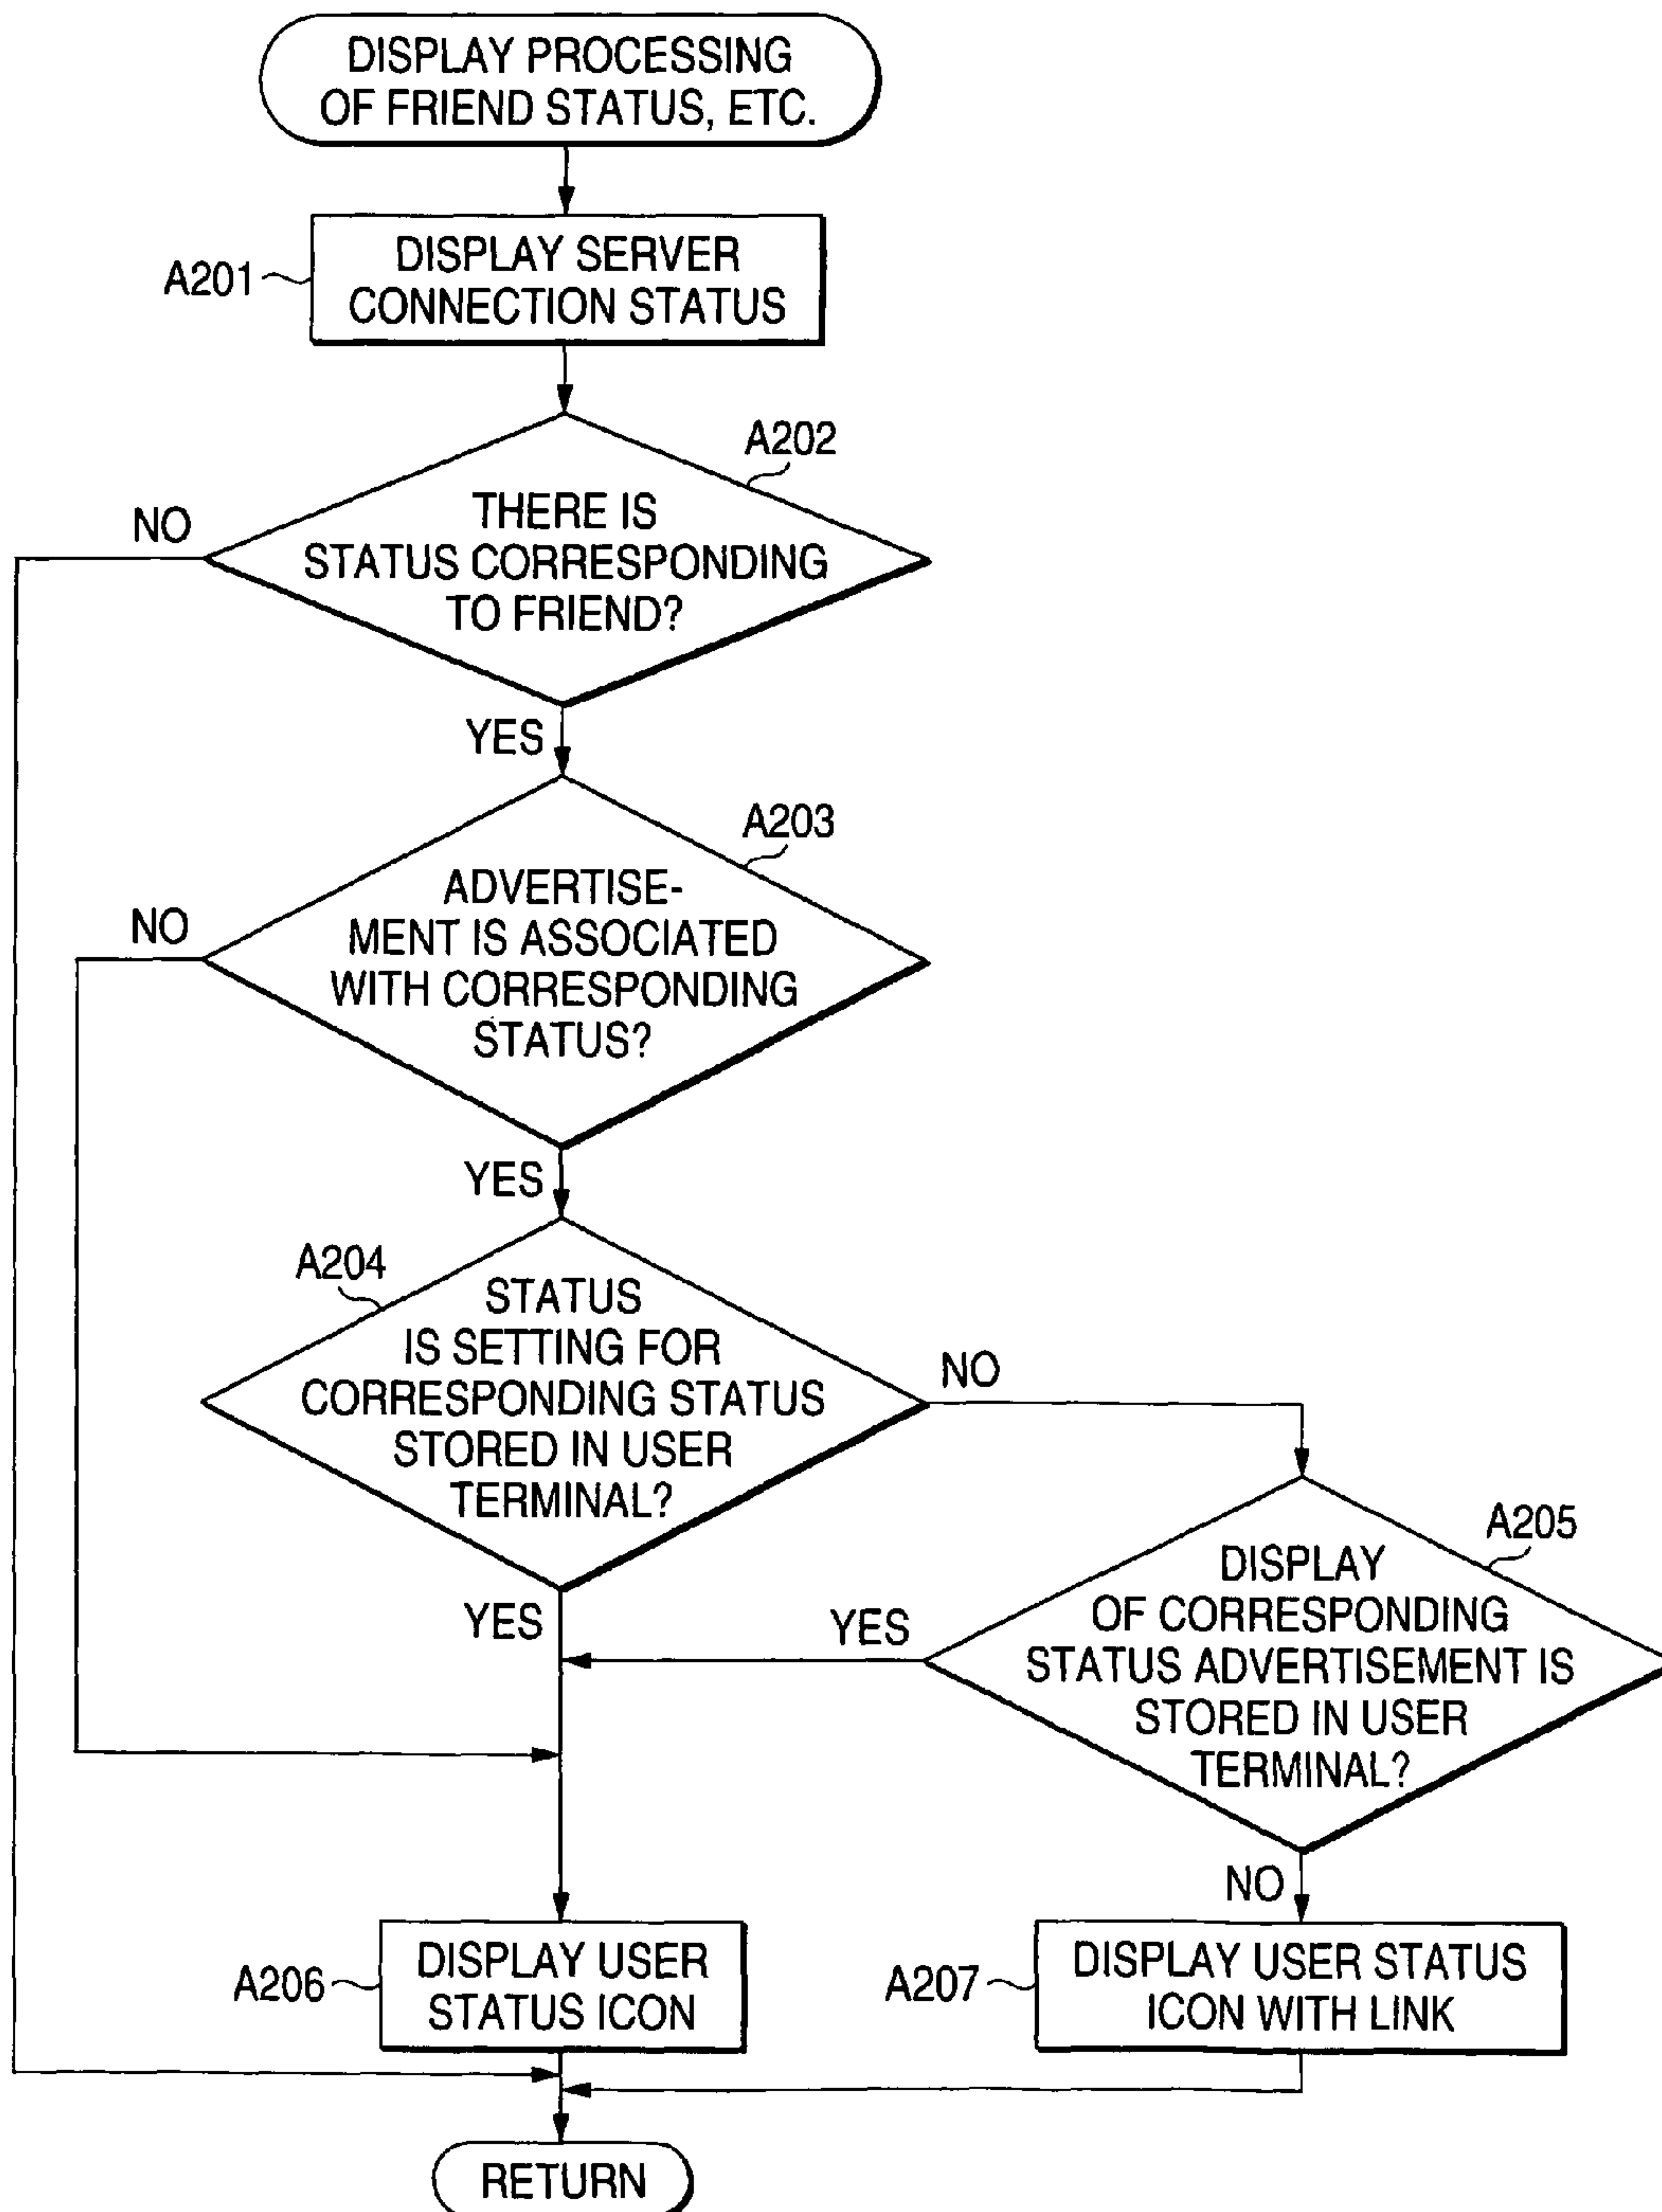 DISPLAY PROCESSING
OF FRIEND STATUS, ETC.
A201
DISPLAY SERVER
CONNECTION STATUS
A202
NO
THERE IS
STATUS CORRESPONDING
TO FRIEND?
YES
A203
NO
ADVERTISE-
MENT IS ASSOCIATED
WITH CORRESPONDING
STATUS?
YES
A204
STATUS
IS SETTING FOR
CORRESPONDING STATUS
STORED IN USER
TERMINAL?
NO
YES
A205
DISPLAY
OF CORRESPONDING
STATUS ADVERTISEMENT IS
STORED IN USER
TERMINAL?
YES
NO
A206
DISPLAY USER
STATUS ICON
A207
DISPLAY USER STATUS
ICON WITH LINK
RETURN